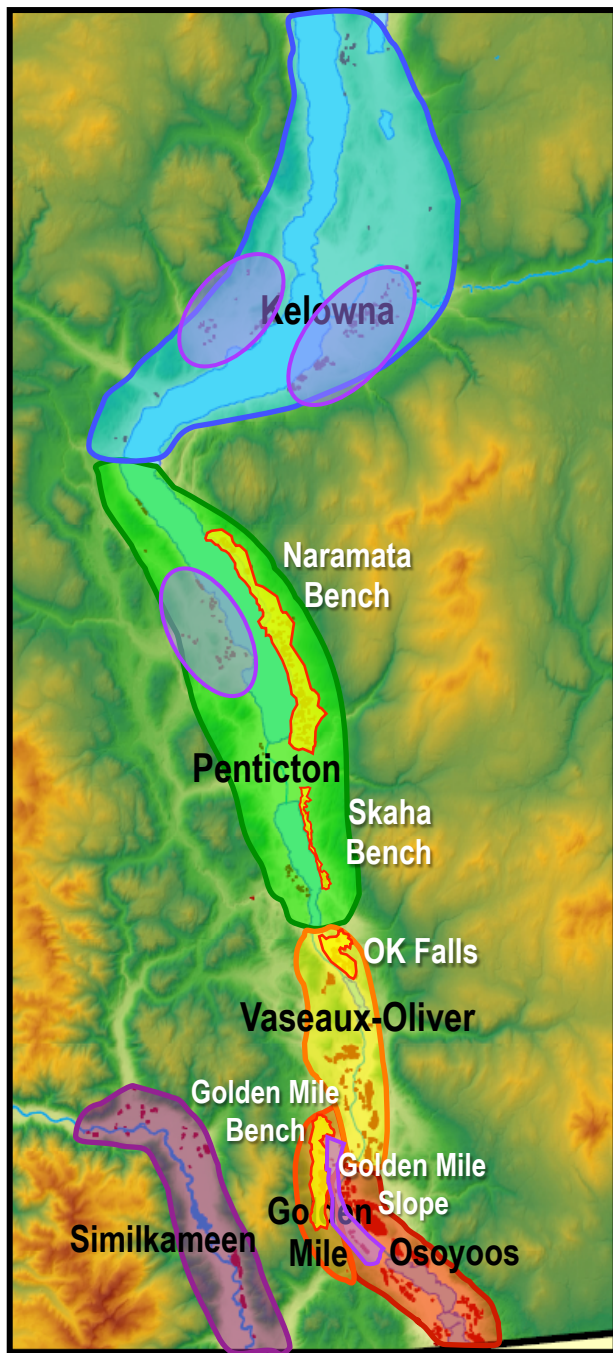 Kelowna
Naramata
Bench
Penticton
Skaha
Bench
OK Falls
Vaseaux-Oliver
Golden Mile
Bench
Golden Mile
Slope
Golden
Mile
Similkameen
Osoyoos